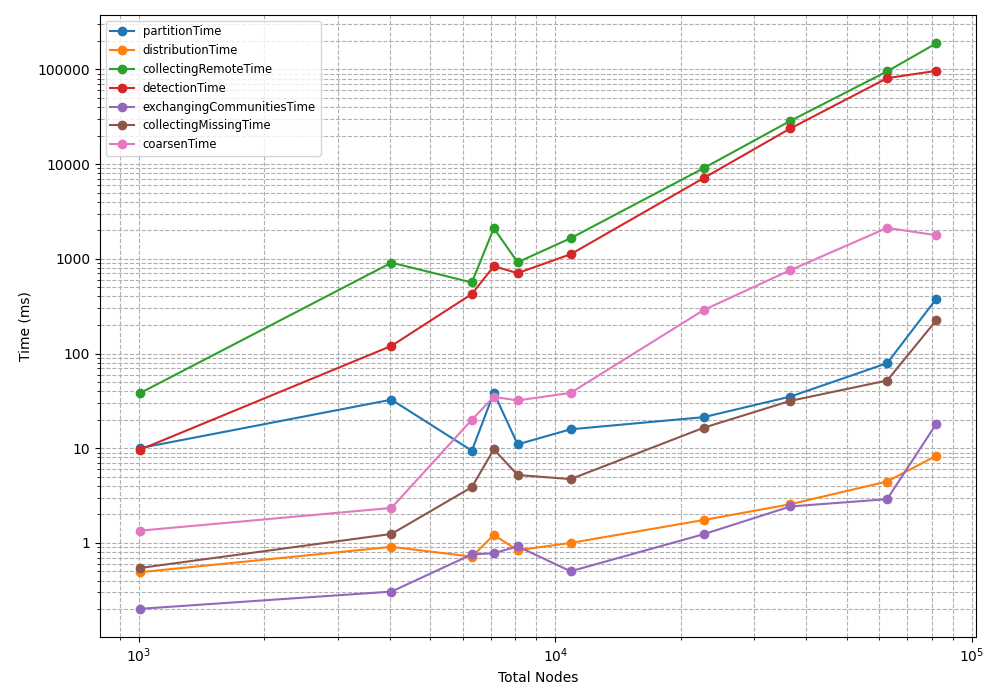 partitionTime
distributionTime
collectingRemoteTime
detectionTime
exchangingCommunitiesTime
collectingMissingTime
coarsenTime
100000
10000
1000
100
10
1
Time (ms)
10³
10⁴
10⁵
Total Nodes